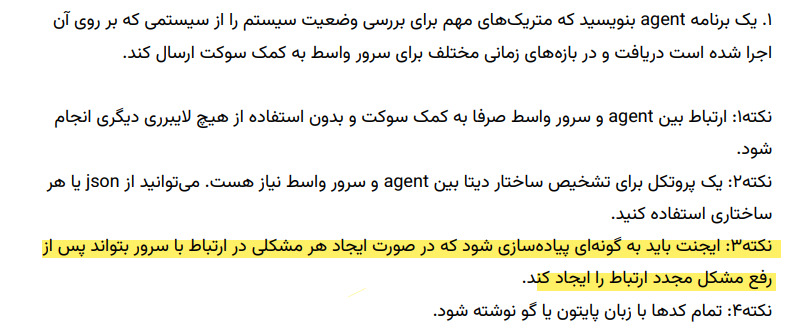 ۱. یک برنامه agent بنویسید که متریک‌های مهم برای بررسی وضعیت سیستم را از سیستمی که بر روی آن
اجرا شده است دریافت و در بازه‌های زمانی مختلف برای سرور واسط به کمک سوکت ارسال کند.
نکته۱: ارتباط بین agent و سرور واسط صرفا به کمک سوکت و بدون استفاده از هیچ لایبرری دیگری انجام
شود.
نکته۲: یک پروتکل برای تشخیص ساختار دیتا بین agent و سرور واسط نیاز هست. می‌توانید از json یا هر
ساختاری استفاده کنید.
نکته۳: ایجنت باید به گونه‌ای پیاده‌سازی شود که در صورت ایجاد هر مشکلی در ارتباط با سرور بتواند پس از
رفع مشکل مجدد ارتباط را ایجاد کند.
نکته۴: تمام کدها با زبان پایتون یا گو نوشته شود.